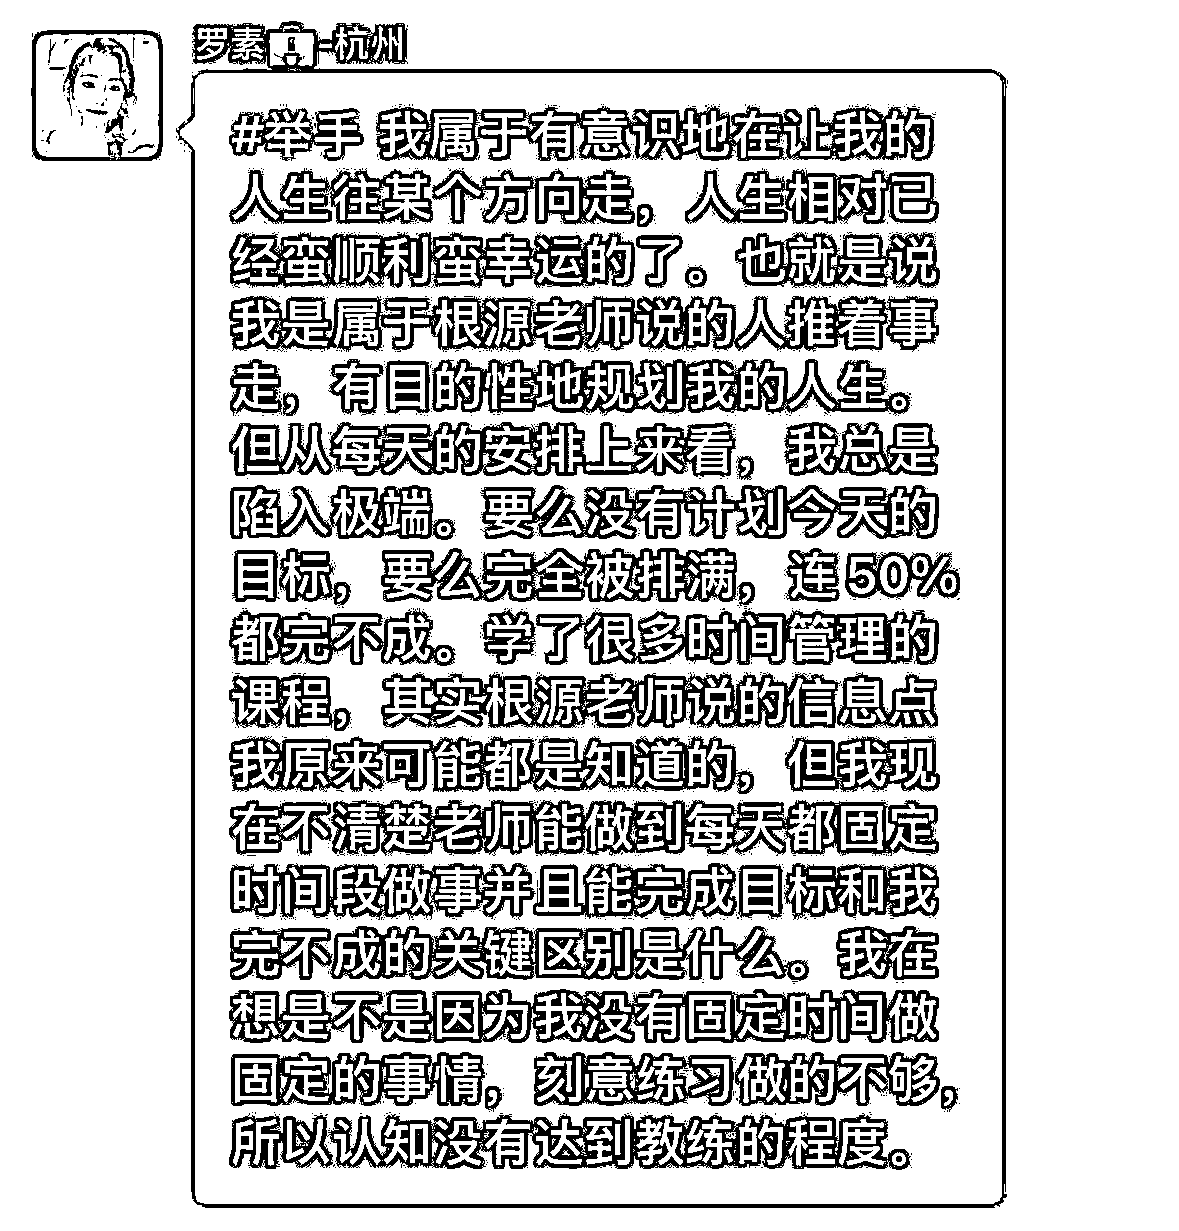 罗素-杭州
#举手 我属于有意识地在让我的
人生往某个方向走，人生相对已
经蛮顺利蛮幸运的了。也就是说
我是属于根源老师说的人推着事
走，有目的性地规划我的人生。
但从每天的安排上来看，我总是
陷入极端。要么没有计划今天的
目标，要么完全被排满，连50%
都完不成。学了很多时间管理的
课程，其实根源老师说的信息点
我原来可能都是知道的，但我现
在不清楚老师能做到每天都固定
时间段做事并且能完成目标和我
完不成的关键区别是什么。我在
想是不是因为我没有固定时间做
固定的事情，刻意练习做的不够，
所以认知没有达到教练的程度。